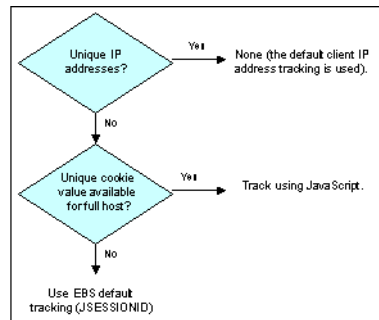 Unique IP
addresses?
Yes
None (the default client IP
address tracking is used).
No
Unique cookie
value available
for full host?
Yes
Track using JavaScript.
No
Use EBS default
tracking (JSESSIONID)